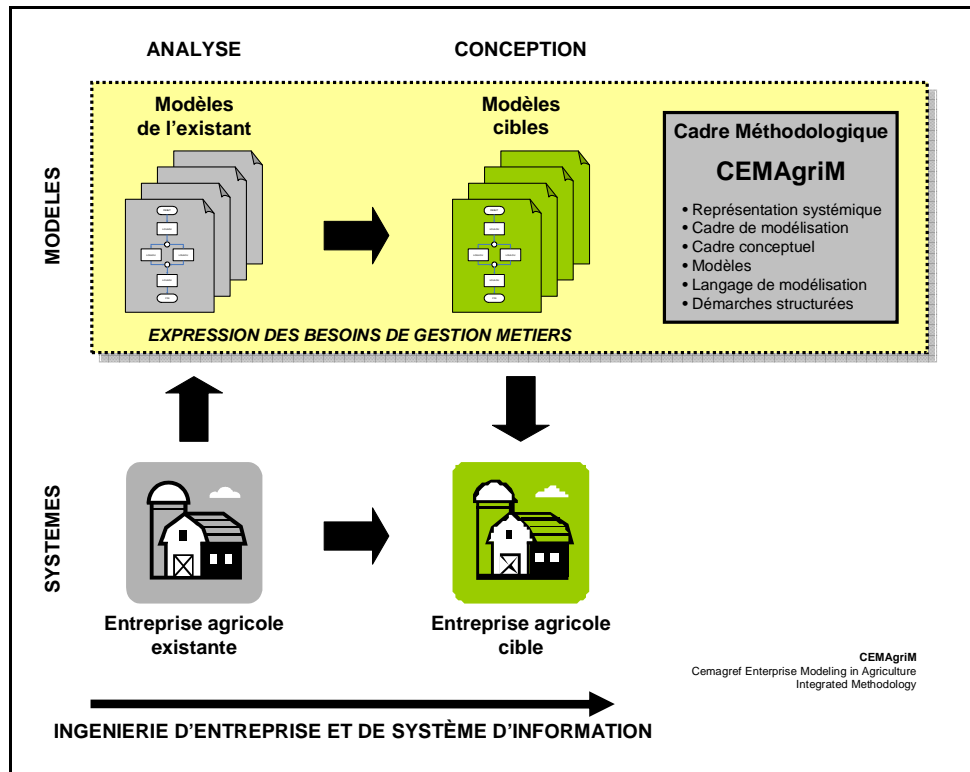 ANALYSE
CONCEPTION
MODELES
Modèles
de l'existant
Modèles
cibles
Cadre Méthodologique
CEMAgriM
• Représentation systémique
• Cadre de modélisation
• Cadre conceptuel
• Modèles
• Langage de modélisation
• Démarches structurées
EXPRESSION DES BESOINS DE GESTION METIERS
SYSTEMES
Entreprise agricole
existante
Entreprise agricole
cible
CEMAgriM
Cemagref Enterprise Modeling in Agriculture
Integrated Methodology
INGENIERIE D'ENTREPRISE ET DE SYSTÈME D'INFORMATION